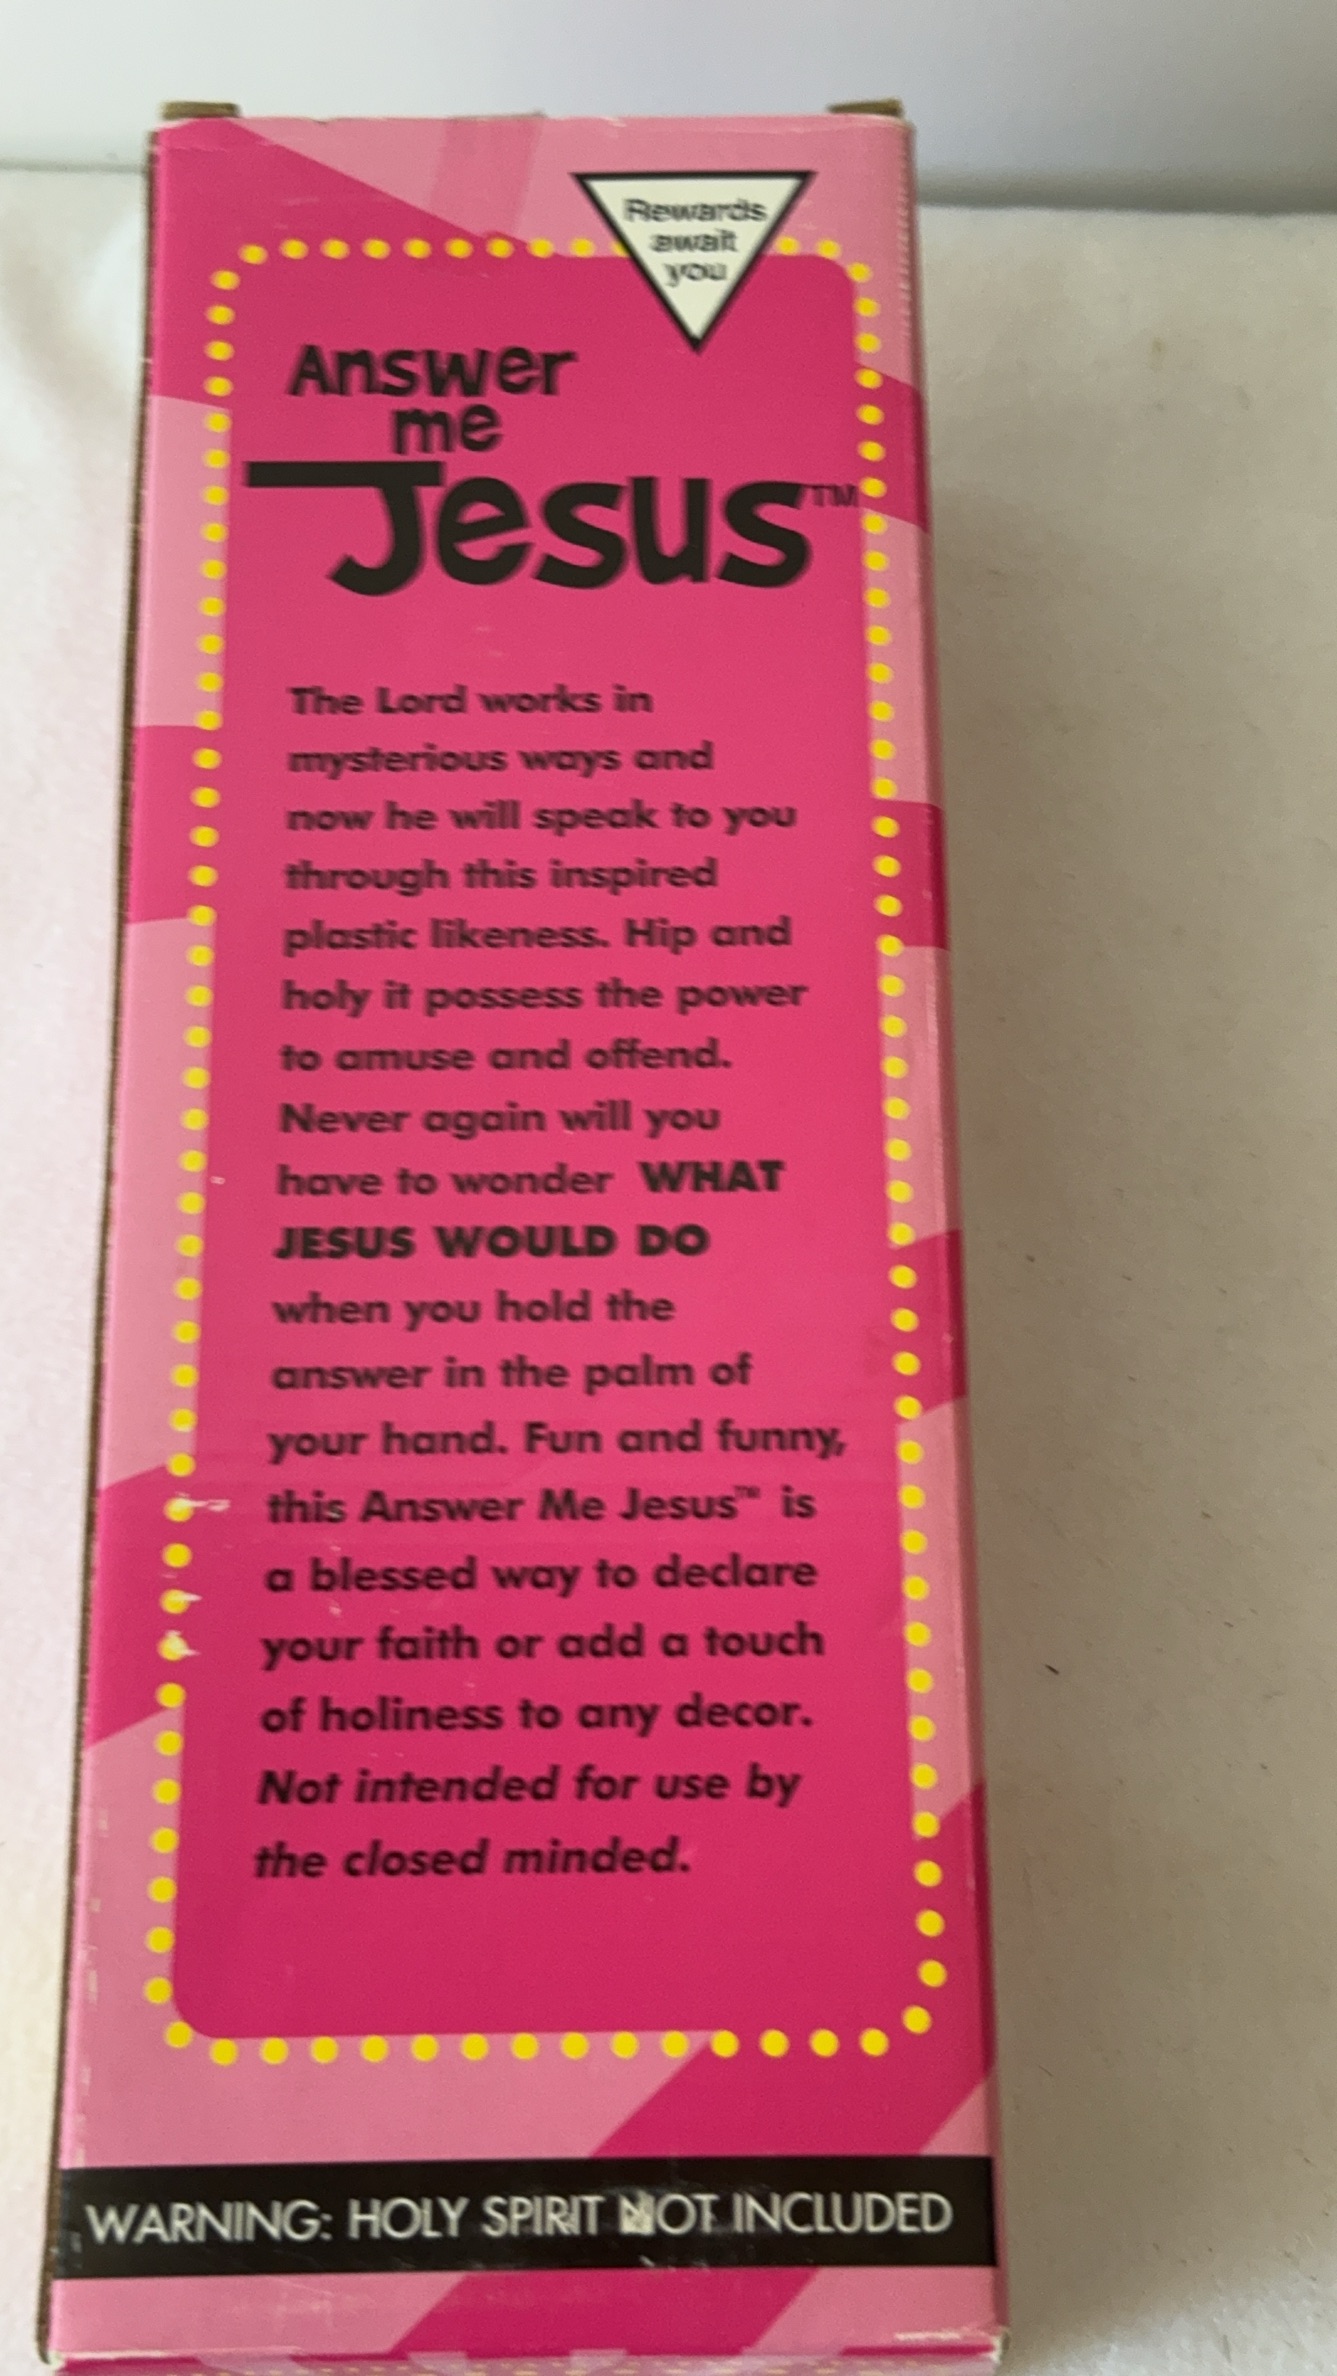 Rewards
await
you
Answer
me
Jesus™
The Lord works in
mysterious ways and
now he will speak to you
through this inspired
plastic likeness. Hip and
holy it possess the power
to amuse and offend.
Never again will you
have to wonder WHAT
JESUS WOULD DO
when you hold the
answer in the palm of
your hand. Fun and funny,
this Answer Me Jesus™ is
a blessed way to declare
your faith or add a touch
of holiness to any decor.
Not intended for use by
the closed minded.
WARNING: HOLY SPIRIT NOT INCLUDED